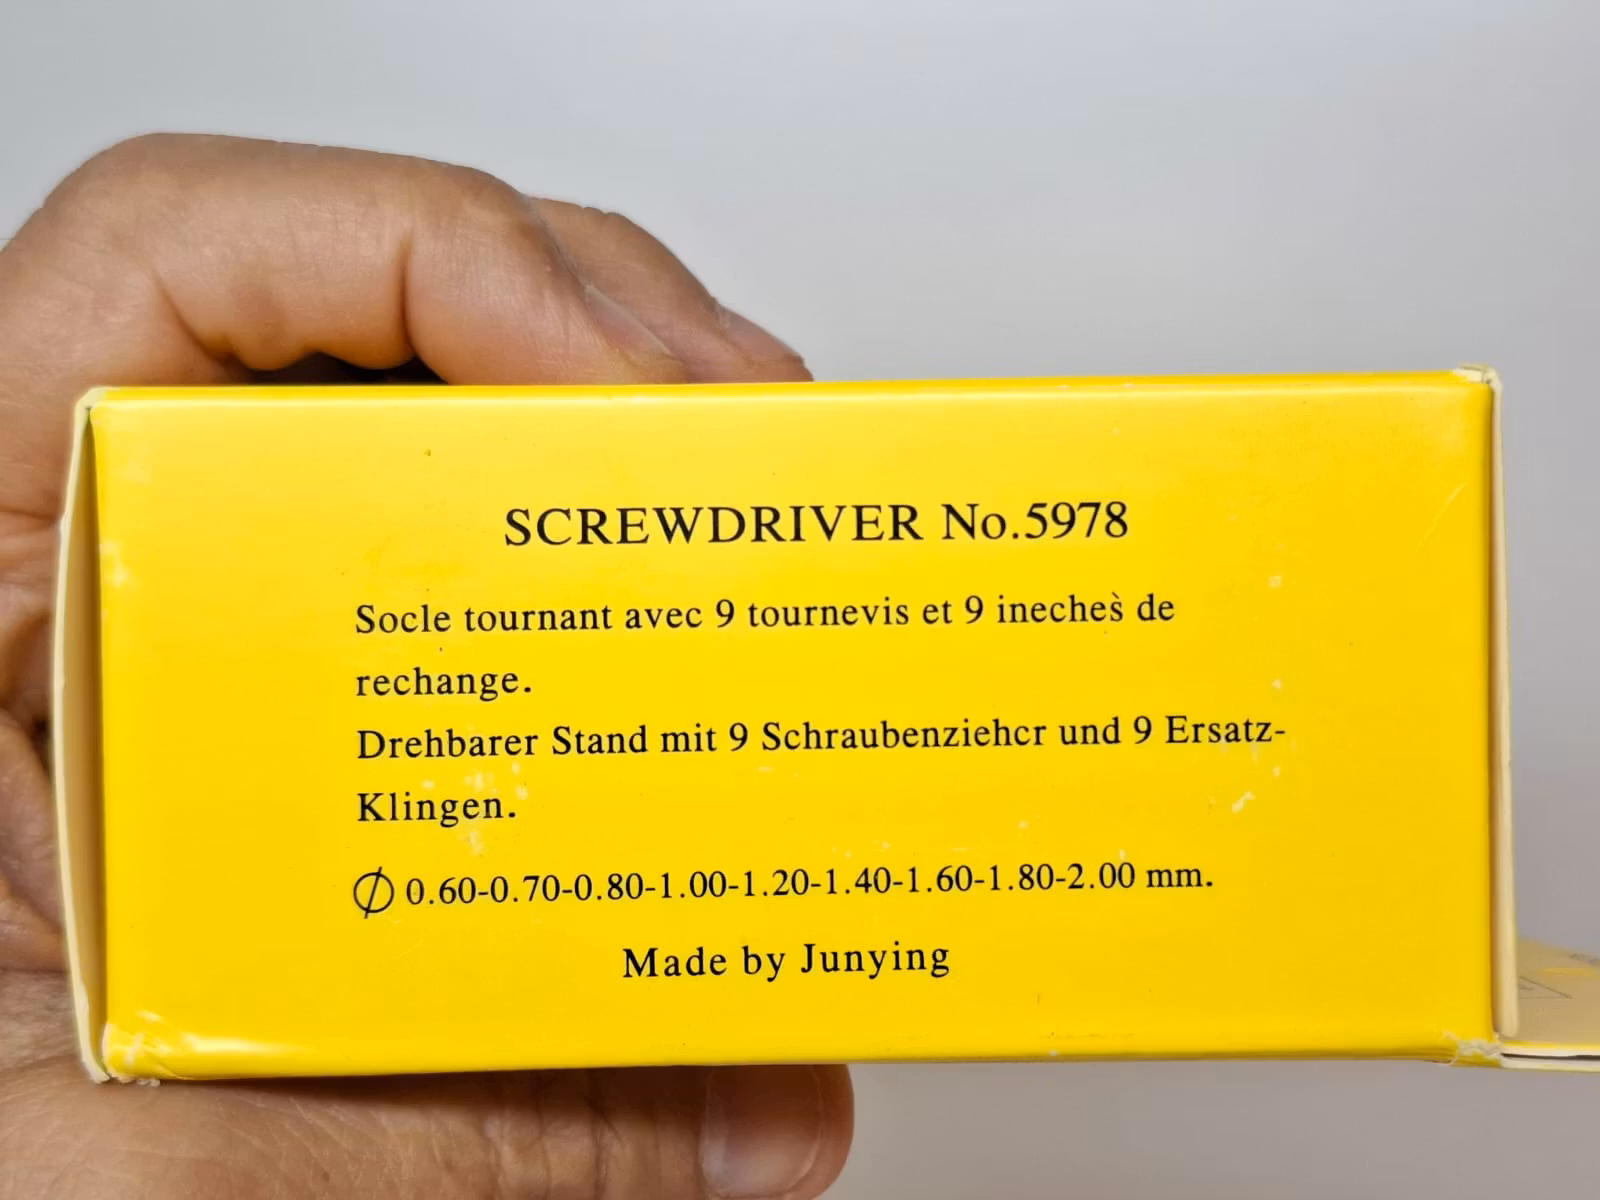 SCREWDRIVER No.5978
Socle tournant avec 9 tournevis et 9 ineches̀ de
rechange.
Drehbarer Stand mit 9 Schraubenziehcr und 9 Ersatz-
Klingen.
∅ 0.60-0.70-0.80-1.00-1.20-1.40-1.60-1.80-2.00 mm.
Made by Junying